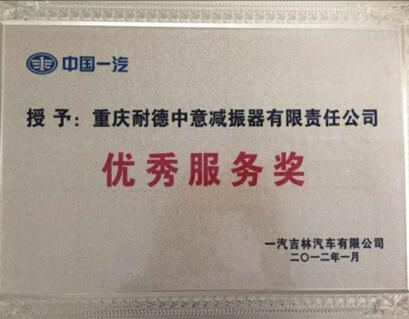 中国一汽
授予：重庆耐德中意减振器有限责任公司
优秀服务奖
一汽吉林汽车有限公司
二〇一二年一月